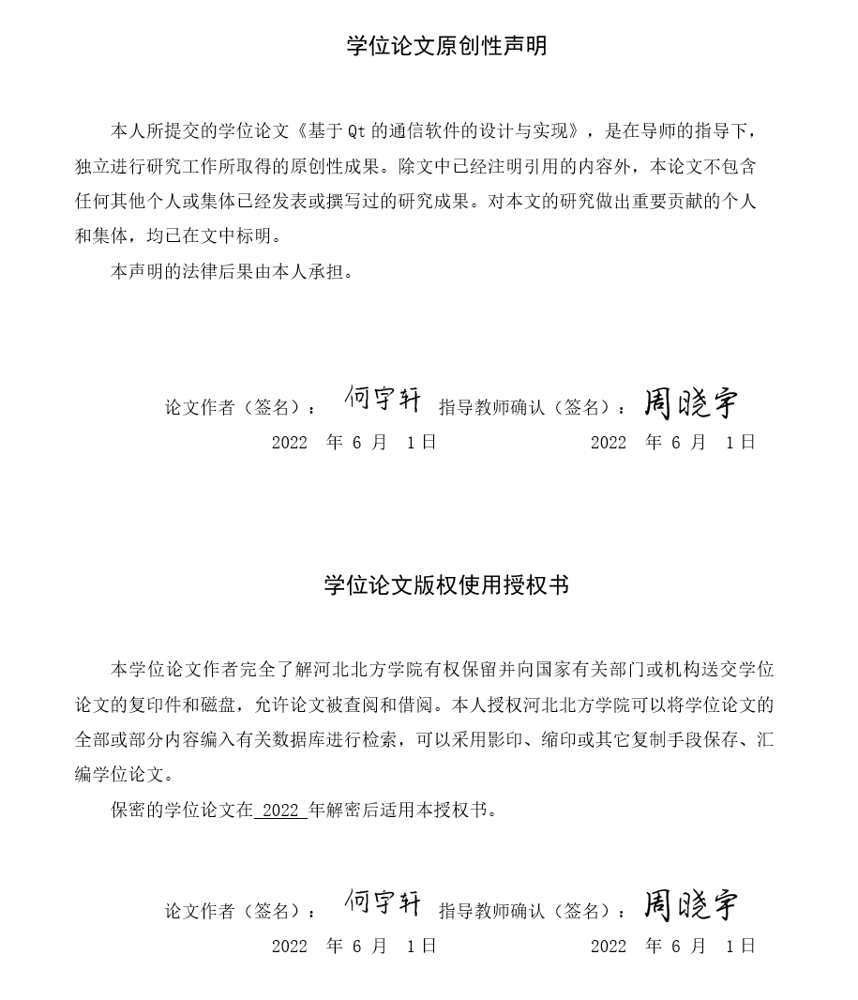 学位论文原创性声明
本人所提交的学位论文《基于 Qt 的通信软件的设计与实现》，是在导师的指导下，
独立进行研究工作所取得的原创性成果。除文中已经注明引用的内容外，本论文不包含
任何其他个人或集体已经发表或撰写过的研究成果。对本文的研究做出重要贡献的个人
和集体，均已在文中标明。
本声明的法律后果由本人承担。
论文作者（签名）： 何宇轩 指导教师确认（签名）： 周晓宇
2022 年 6 月 1日 2022 年 6 月 1日
学位论文版权使用授权书
本学位论文作者完全了解河北北方学院有权保留并向国家有关部门或机构送交学位
论文的复印件和磁盘，允许论文被查阅和借阅。本人授权河北北方学院可以将学位论文的
全部或部分内容编入有关数据库进行检索，可以采用影印、缩印或其它复制手段保存、汇
编学位论文。
保密的学位论文在 2022 年解密后适用本授权书。
论文作者（签名）： 何宇轩 指导教师确认（签名）： 周晓宇
2022 年 6 月 1日 2022 年 6 月 1日